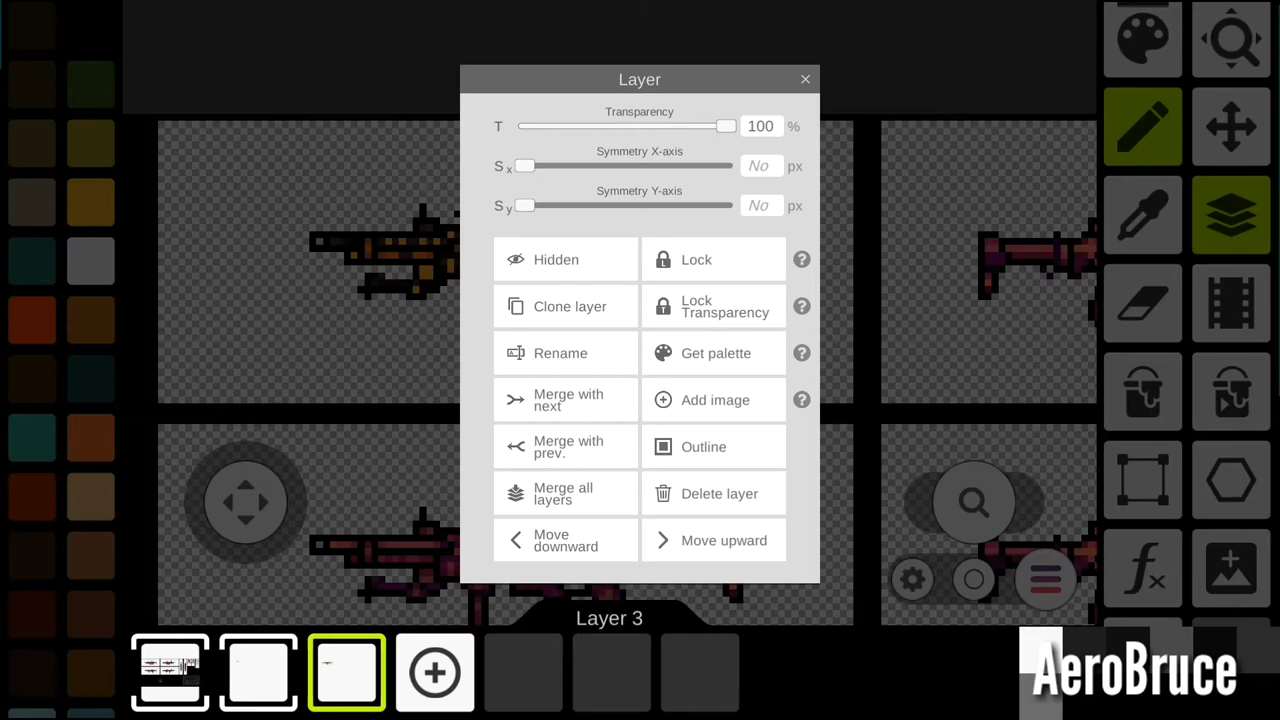 Layer
Transparency
T 100 %
Symmetry X-axis
Sx No px
Symmetry Y-axis
Sy No px
Hidden
Lock
?
Clone layer
Lock
Transparency
?
Rename
Get palette
?
Merge with
next
Add image
?
Merge with
prev.
Outline
Merge all
layers
Delete layer
Move
downward
Move upward
fx
Layer 3
AeroBruce